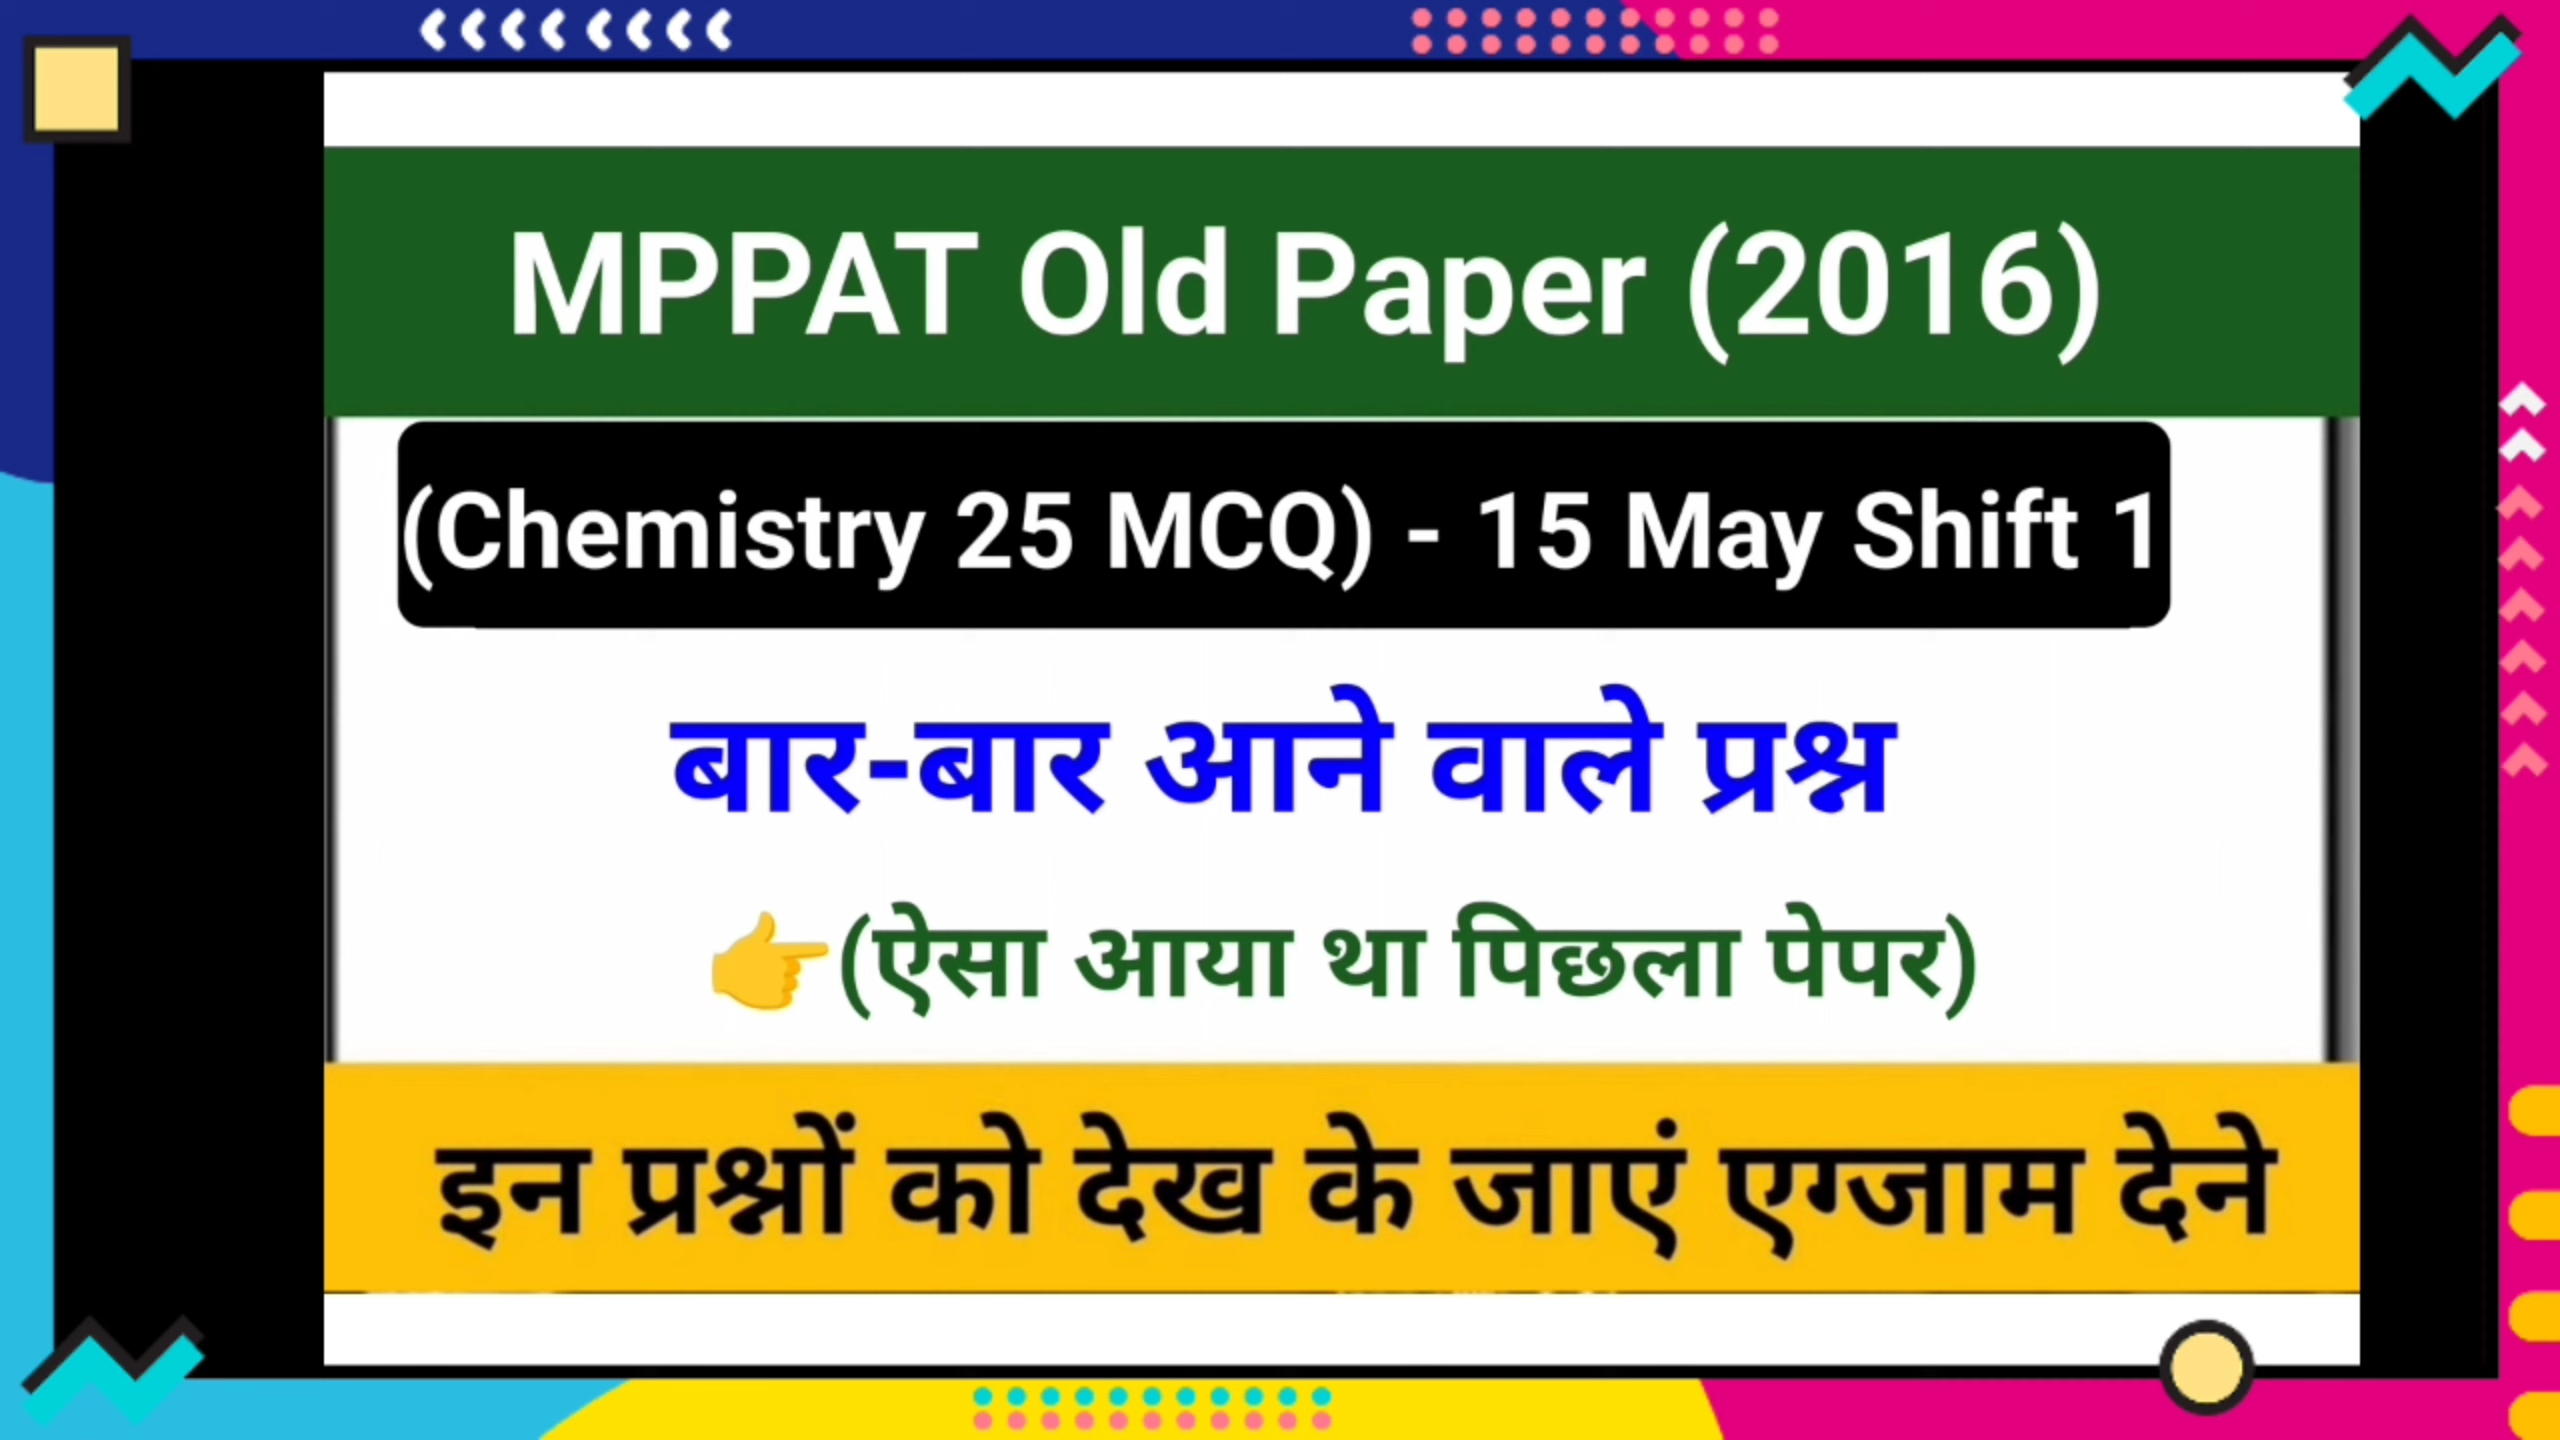 MPPAT Old Paper (2016)
(Chemistry 25 MCQ) - 15 May Shift 1
बार-बार आने वाले प्रश्न
👉(ऐसा आया था पिछला पेपर)
इन प्रश्नों को देख के जाएं एग्जाम देने